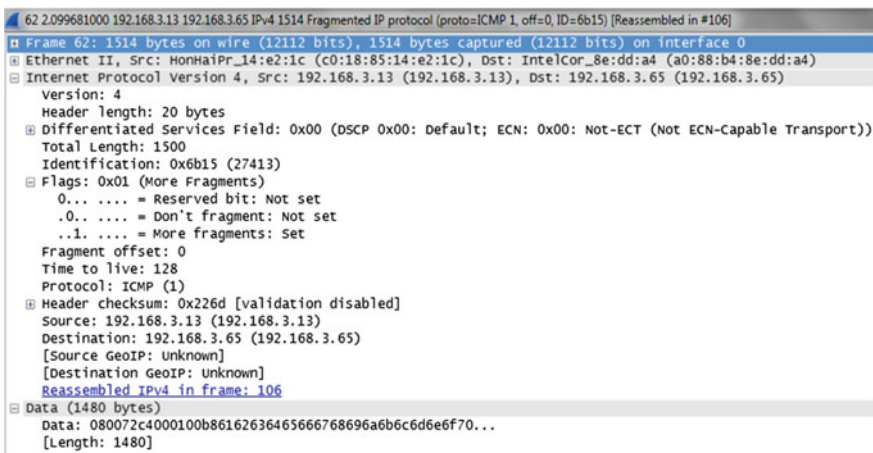 62 2.099681000 192.168.3.13 192.168.3.65 IPv4 1514 Fragmented IP protocol (proto=ICMP 1, off=0, ID=6b15) [Reassembled in #106]
Frame 62: 1514 bytes on wire (12112 bits), 1514 bytes captured (12112 bits) on interface 0
Ethernet II, Src: HonHaiPr_14:e2:1c (c0:18:85:14:e2:1c), Dst: IntelCor_8e:dd:a4 (a0:88:b4:8e:dd:a4)
Internet Protocol Version 4, Src: 192.168.3.13 (192.168.3.13), Dst: 192.168.3.65 (192.168.3.65)
Version: 4
Header length: 20 bytes
Differentiated Services Field: 0x00 (DSCP 0x00: Default; ECN: 0x00: Not-ECT (Not ECN-Capable Transport))
Total Length: 1500
Identification: 0x6b15 (27413)
Flags: 0x01 (More Fragments)
0... .... = Reserved bit: Not set
.0.. .... = Don't fragment: Not set
..1. .... = More fragments: Set
Fragment offset: 0
Time to live: 128
Protocol: ICMP (1)
Header checksum: 0x226d [validation disabled]
Source: 192.168.3.13 (192.168.3.13)
Destination: 192.168.3.65 (192.168.3.65)
[Source GeoIP: Unknown]
[Destination GeoIP: Unknown]
Reassembled IPv4 in frame: 106
Data (1480 bytes)
Data: 080072c4000100b86162636465666768696a6b6c6d6e6f70...
[Length: 1480]